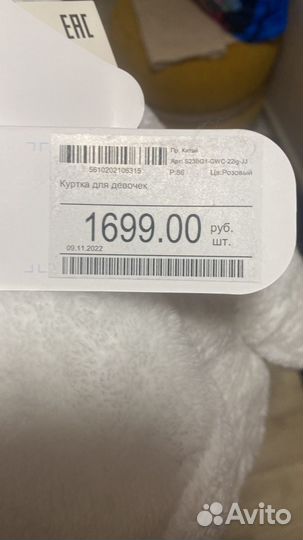 EAC
Пр. Китай
Арт: S23BG1-GWC-22ig-JJ
5610202106315
Р:86 Цв:Розовый
Куртка для девочек
1699.00 руб.
шт.
09.11.2022
Avito